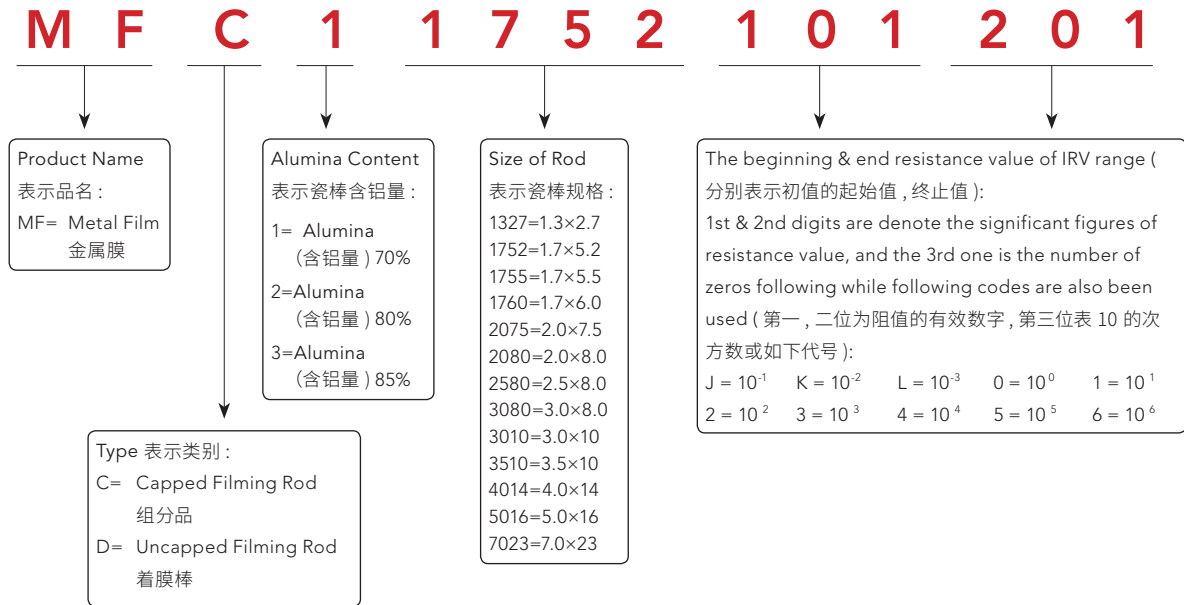 M F C 1 1 7 5 2 1 0 1 2 0 1
Product Name
表示品名 :
MF= Metal Film
金属膜
Type 表示类别 :
C= Capped Filming Rod
组分品
D= Uncapped Filming Rod
着膜棒
Alumina Content
表示瓷棒含铝量 :
1= Alumina
(含铝量 ) 70%
2=Alumina
(含铝量 ) 80%
3=Alumina
(含铝量 ) 85%
Size of Rod
表示瓷棒规格 :
1327=1.3×2.7
1752=1.7×5.2
1755=1.7×5.5
1760=1.7×6.0
2075=2.0×7.5
2080=2.0×8.0
2580=2.5×8.0
3080=3.0×8.0
3010=3.0×10
3510=3.5×10
4014=4.0×14
5016=5.0×16
7023=7.0×23
The beginning & end resistance value of IRV range (
分别表示初值的起始值 , 终止值 ):
1st & 2nd digits are denote the significant figures of
resistance value, and the 3rd one is the number of
zeros following while following codes are also been
used ( 第一 , 二位为阻值的有效数字 , 第三位表 10 的次
方数或如下代号 ):
J = 10⁻¹ K = 10⁻² L = 10⁻³ 0 = 10⁰ 1 = 10¹
2 = 10² 3 = 10³ 4 = 10⁴ 5 = 10⁵ 6 = 10⁶